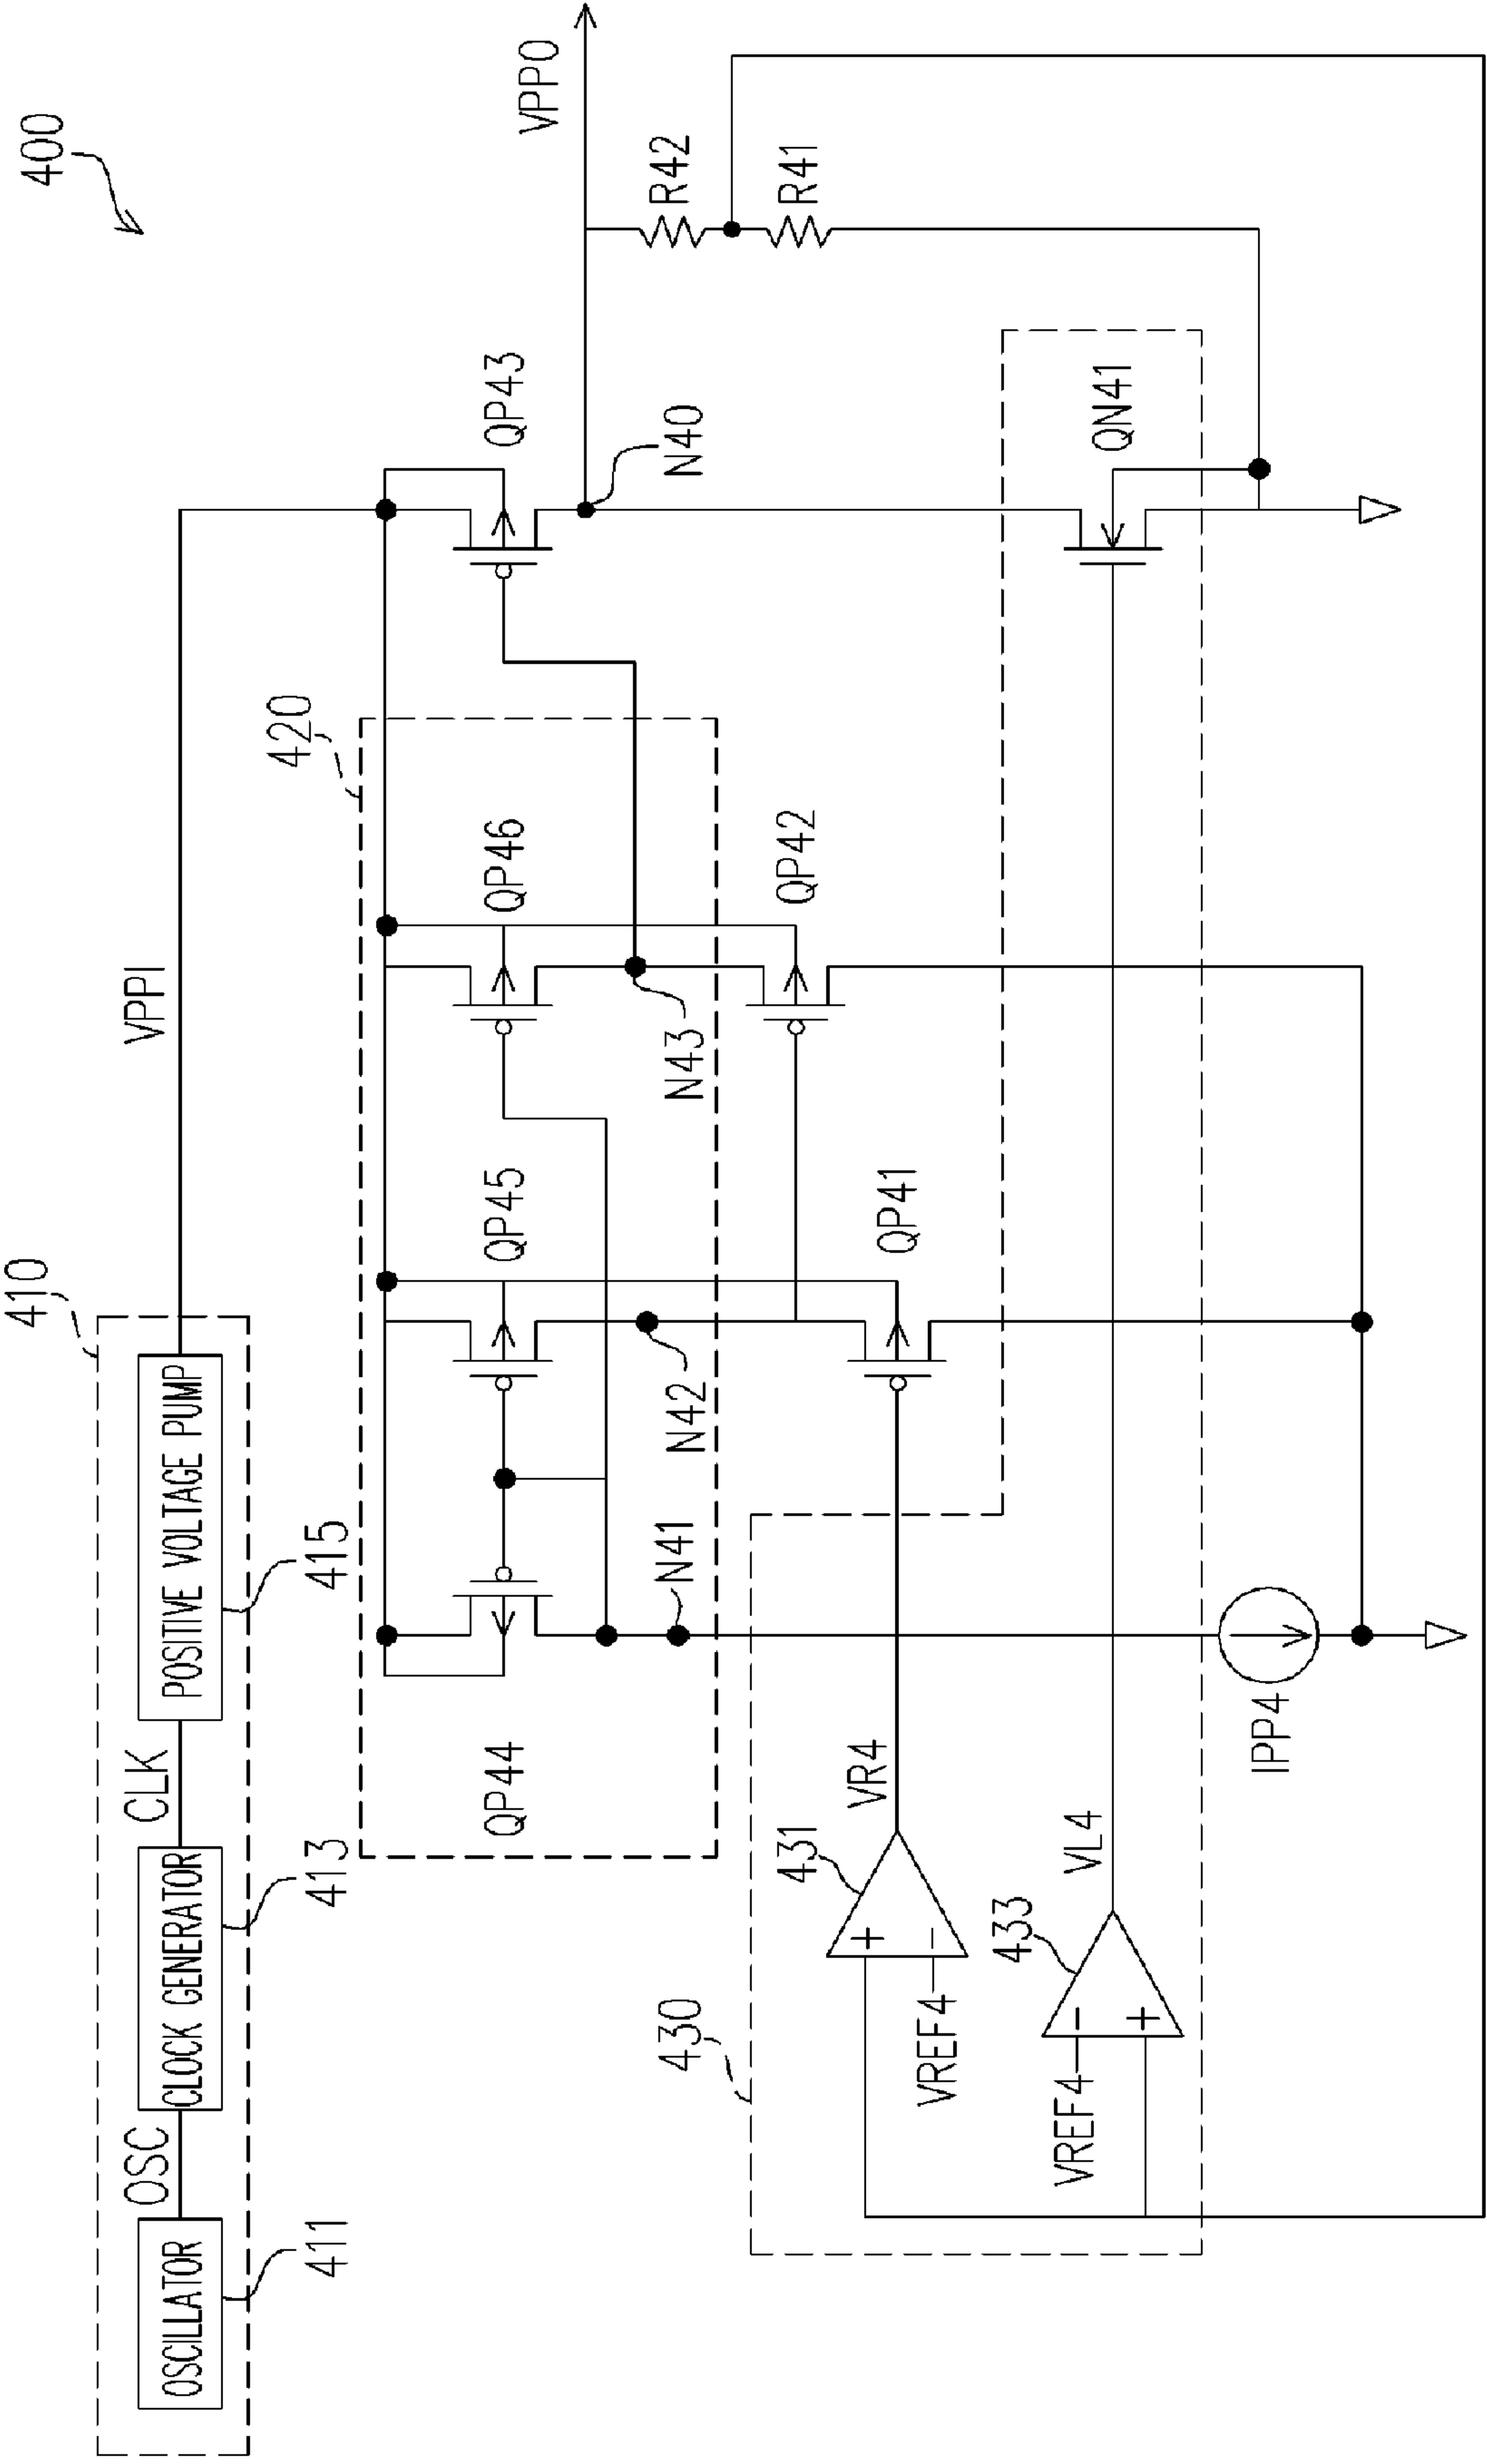 400
410
OSCILLATOR
411
OSC
CLOCK GENERATOR
413
CLK
POSITIVE VOLTAGE PUMP
415
VPPI
420
QP44
QP45
QP46
QP43
VPPO
N41
N42
N43
N40
R42
R41
QP41
QP42
QN41
430
431
VR4
VREF4
+
-
433
VL4
VREF4
-
+
IPP4